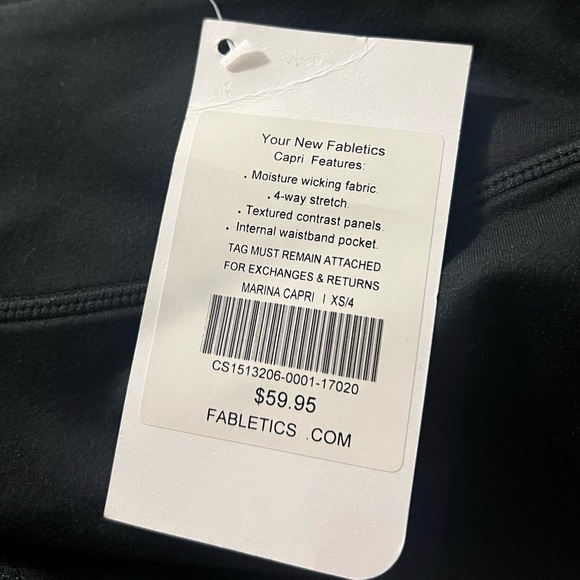 Your New Fabletics
Capri Features:
• Moisture wicking fabric.
• 4-way stretch.
• Textured contrast panels.
• Internal waistband pocket.
TAG MUST REMAIN ATTACHED
FOR EXCHANGES & RETURNS
MARINA CAPRI | XS/4
CS1513206-0001-17020
$59.95
FABLETICS .COM